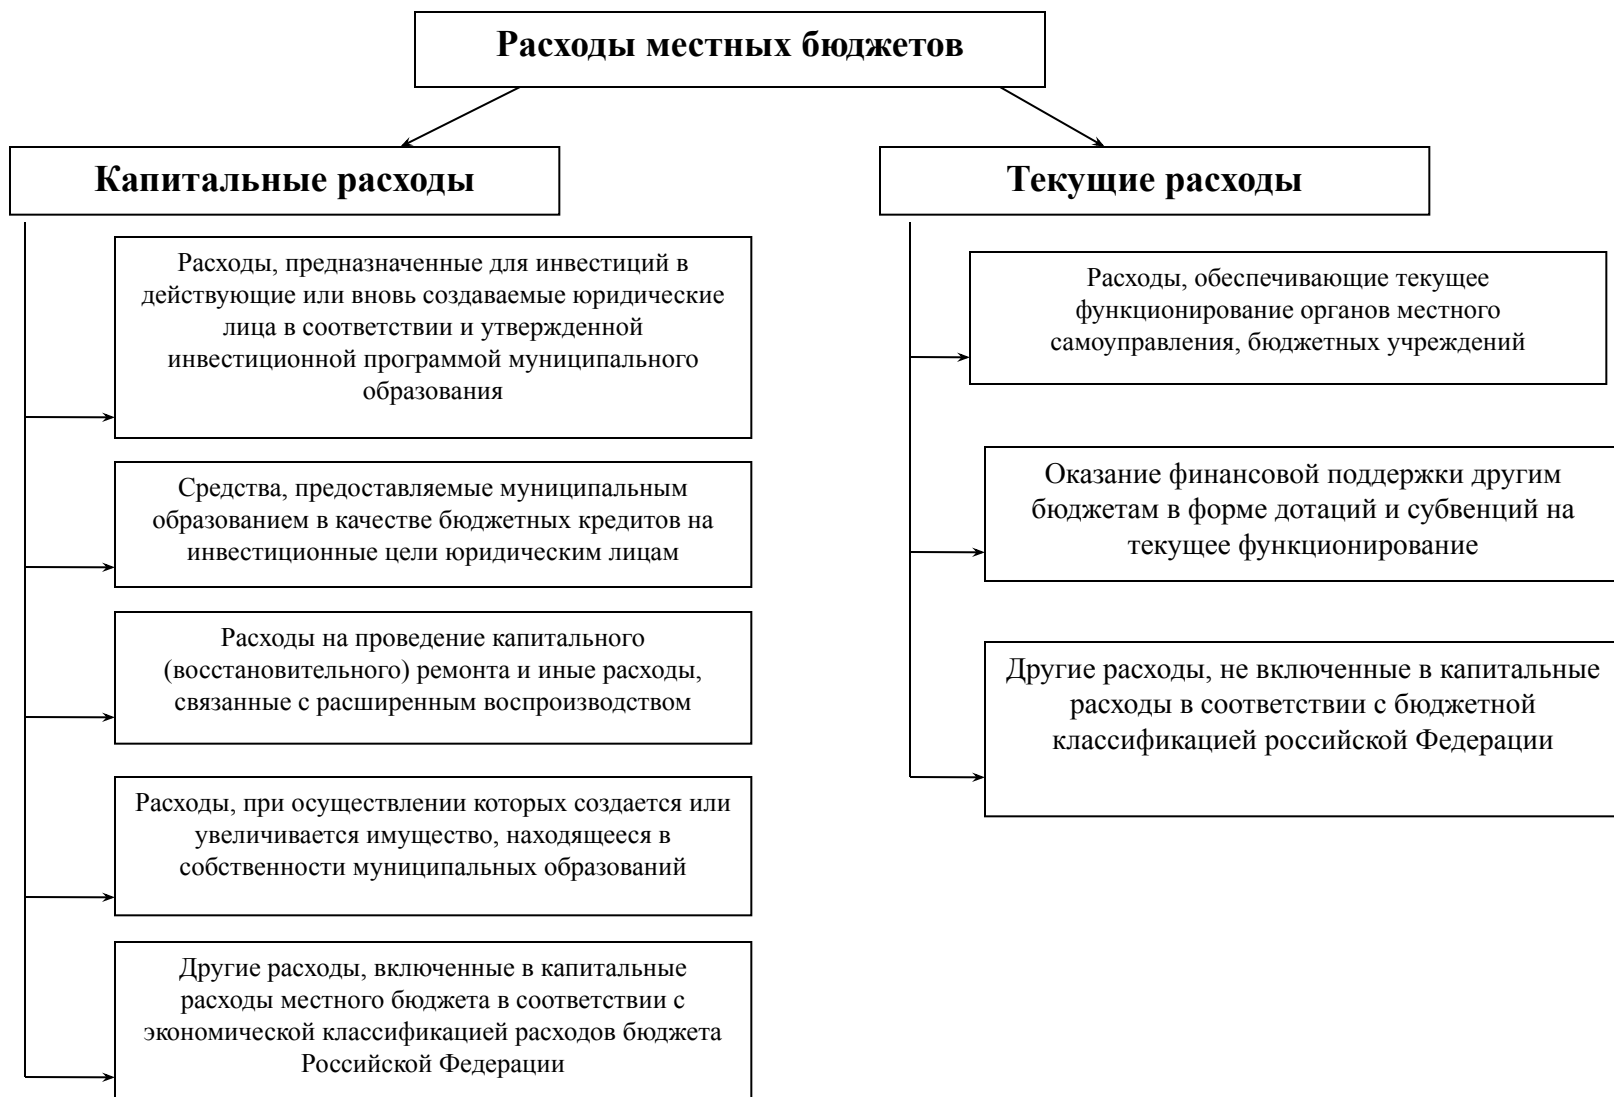 Расходы местных бюджетов
Капитальные расходы
Расходы, предназначенные для инвестиций в
действующие или вновь создаваемые юридические
лица в соответствии и утвержденной
инвестиционной программой муниципального
образования
Средства, предоставляемые муниципальным
образованием в качестве бюджетных кредитов на
инвестиционные цели юридическим лицам
Расходы на проведение капитального
(восстановительного) ремонта и иные расходы,
связанные с расширенным воспроизводством
Расходы, при осуществлении которых создается или
увеличивается имущество, находящееся в
собственности муниципальных образований
Другие расходы, включенные в капитальные
расходы местного бюджета в соответствии с
экономической классификацией расходов бюджета
Российской Федерации
Текущие расходы
Расходы, обеспечивающие текущее
функционирование органов местного
самоуправления, бюджетных учреждений
Оказание финансовой поддержки другим
бюджетам в форме дотаций и субвенций на
текущее функционирование
Другие расходы, не включенные в капитальные
расходы в соответствии с бюджетной
классификацией российской Федерации